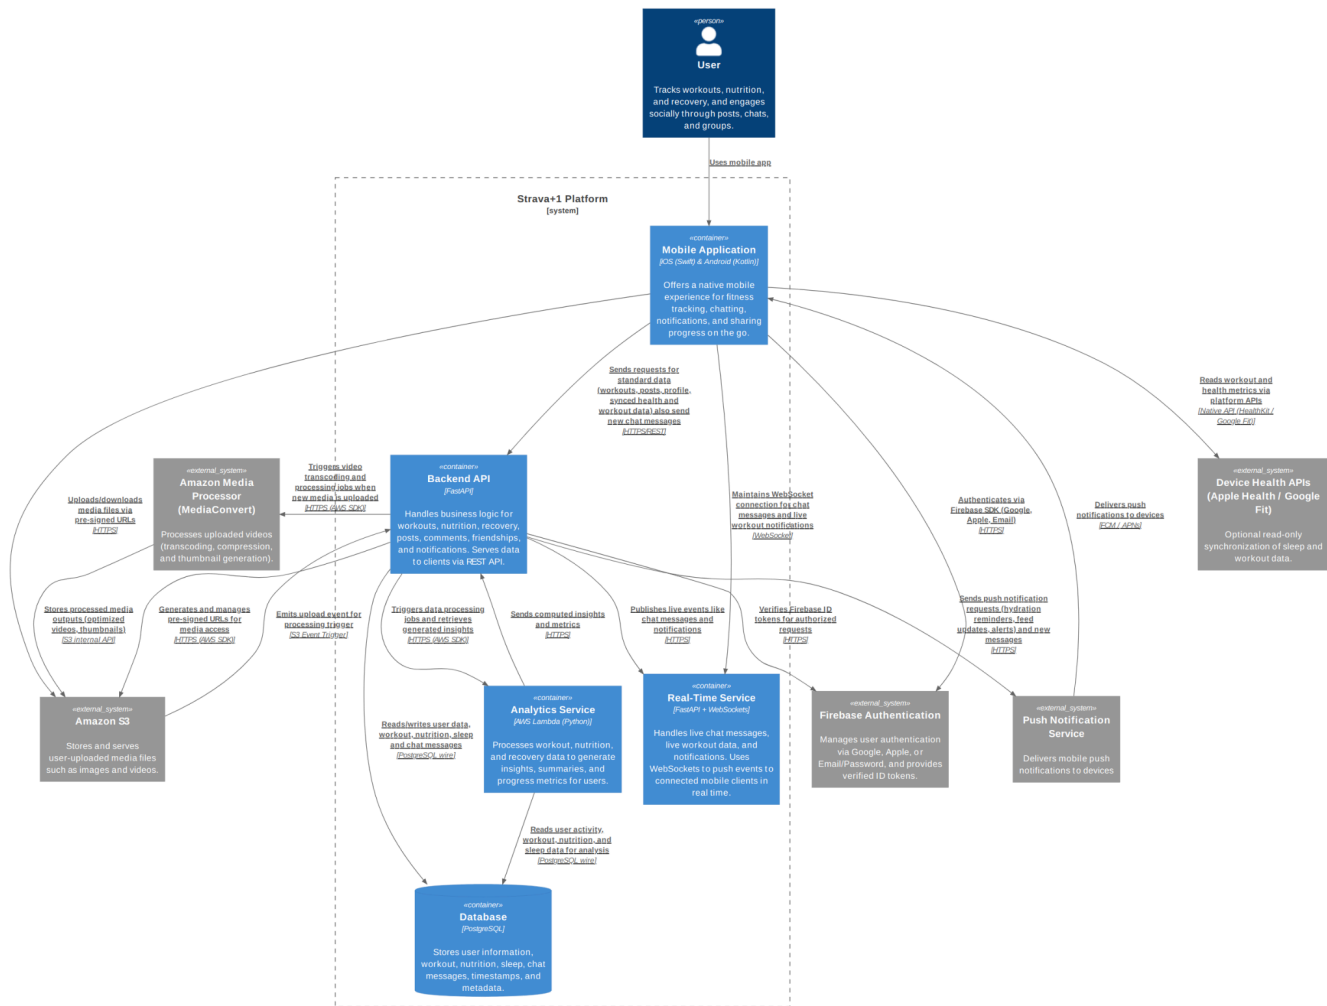 «person»
User
Tracks workouts, nutrition,
and recovery, and engages
socially through posts, chats,
and groups.
Uses mobile app
Strava+1 Platform
[system]
«container»
Mobile Application
[iOS (Swift) & Android (Kotlin)]
Offers a native mobile
experience for fitness
tracking, chatting,
notifications, and sharing
progress on the go.
Sends requests for
standard data
(workouts, posts, profile,
synced health and
workout data) also send
new chat messages
[HTTPS/REST]
Reads workout and
health metrics via
platform APIs
[Native API (HealthKit /
Google Fit)]
«external_system»
Amazon Media
Processor
(MediaConvert)
Processes uploaded videos
(transcoding, compression,
and thumbnail generation).
Triggers video
transcoding and
processing jobs when
new media is uploaded
[HTTPS (AWS SDK)]
«container»
Backend API
[FastAPI]
Handles business logic for
workouts, nutrition, recovery,
posts, comments, friendships,
and notifications. Serves data
to clients via REST API.
«external_system»
Device Health APIs
(Apple Health / Google
Fit)
Optional read-only
synchronization of sleep and
workout data.
Uploads/downloads
media files via
pre-signed URLs
[HTTPS]
Maintains WebSocket
connection for chat
messages and live
workout notifications
[WebSocket]
Authenticates via
Firebase SDK (Google,
Apple, Email)
[HTTPS]
Delivers push
notifications to devices
[FCM / APNs]
Stores processed media
outputs (optimized
videos, thumbnails)
[S3 internal API]
Generates and manages
pre-signed URLs for
media access
[HTTPS (AWS SDK)]
Emits upload event for
processing trigger
[S3 Event Trigger]
Triggers data processing
jobs and retrieves
generated insights
[HTTPS (AWS SDK)]
Sends computed insights
and metrics
[HTTPS]
Publishes live events like
chat messages and
notifications
[HTTPS]
Verifies Firebase ID
tokens for authorized
requests
[HTTPS]
Sends push notification
requests (hydration
reminders, feed
updates, alerts) and new
messages
[HTTPS]
«external_system»
Amazon S3
Stores and serves
user-uploaded media files
such as images and videos.
Reads/writes user data,
workout, nutrition, sleep
and chat messages
[PostgreSQL wire]
«container»
Analytics Service
[AWS Lambda (Python)]
Processes workout, nutrition,
and recovery data to generate
insights, summaries, and
progress metrics for users.
«container»
Real-Time Service
[FastAPI + WebSockets]
Handles live chat messages,
live workout data, and
notifications. Uses
WebSockets to push events to
connected mobile clients in
real time.
«external_system»
Firebase Authentication
Manages user authentication
via Google, Apple, or
Email/Password, and provides
verified ID tokens.
«external_system»
Push Notification
Service
Delivers mobile push
notifications to devices
Reads user activity,
workout, nutrition, and
sleep data for analysis
[PostgreSQL wire]
«container»
Database
[PostgreSQL]
Stores user information,
workout, nutrition, sleep, chat
messages, timestamps, and
metadata.